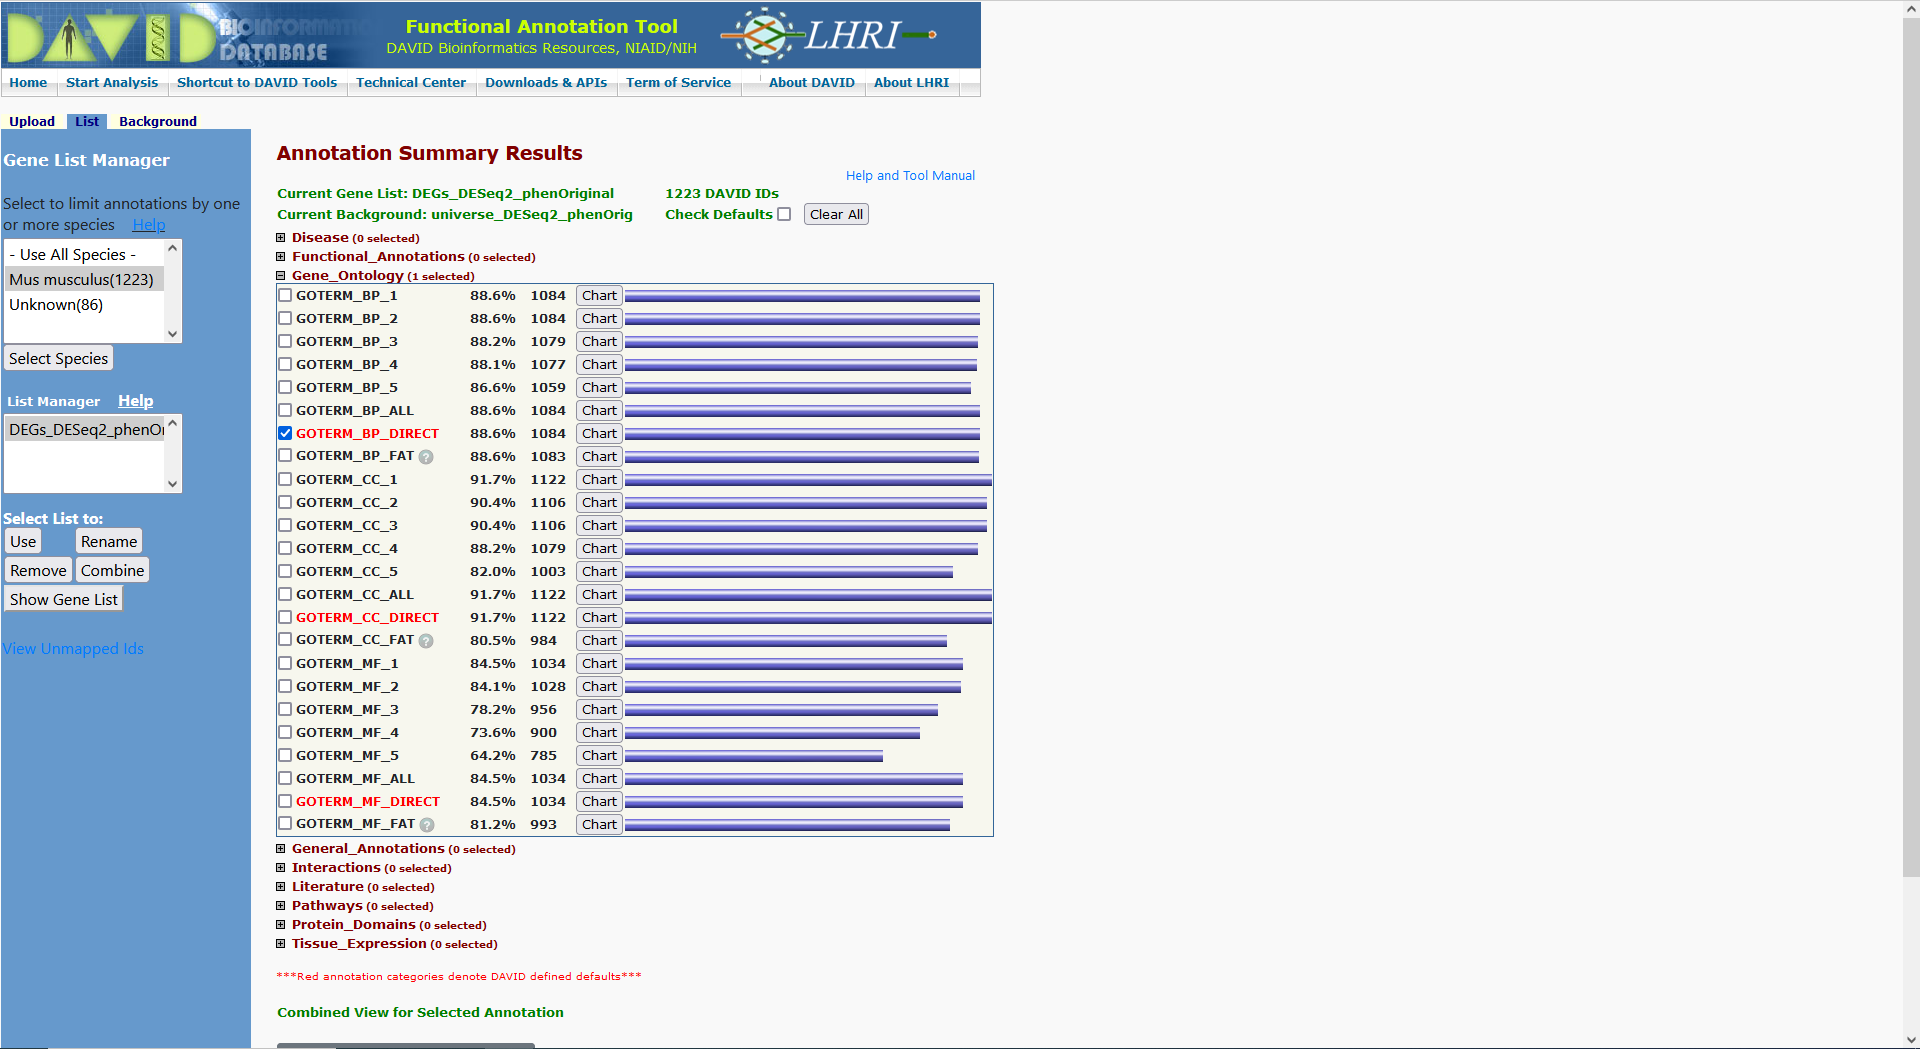 DAVID BIOINFORMATICS DATABASE
Functional Annotation Tool
DAVID Bioinformatics Resources, NIAID/NIH
LHRI
Home Start Analysis Shortcut to DAVID Tools Technical Center Downloads & APIs Term of Service About DAVID About LHRI
Upload List Background
Gene List Manager
Select to limit annotations by one
or more species Help
- Use All Species -
Mus musculus(1223)
Unknown(86)
Select Species
List Manager Help
DEGs_DESeq2_phenOr
Select List to:
Use Rename
Remove Combine
Show Gene List
View Unmapped Ids
Annotation Summary Results
Help and Tool Manual
Current Gene List: DEGs_DESeq2_phenOriginal 1223 DAVID IDs
Current Background: universe_DESeq2_phenOrig Check Defaults Clear All
Disease (0 selected)
Functional_Annotations (0 selected)
Gene_Ontology (1 selected)
GOTERM_BP_1 88.6% 1084 Chart
GOTERM_BP_2 88.6% 1084 Chart
GOTERM_BP_3 88.2% 1079 Chart
GOTERM_BP_4 88.1% 1077 Chart
GOTERM_BP_5 86.6% 1059 Chart
GOTERM_BP_ALL 88.6% 1084 Chart
GOTERM_BP_DIRECT 88.6% 1084 Chart
GOTERM_BP_FAT ? 88.6% 1083 Chart
GOTERM_CC_1 91.7% 1122 Chart
GOTERM_CC_2 90.4% 1106 Chart
GOTERM_CC_3 90.4% 1106 Chart
GOTERM_CC_4 88.2% 1079 Chart
GOTERM_CC_5 82.0% 1003 Chart
GOTERM_CC_ALL 91.7% 1122 Chart
GOTERM_CC_DIRECT 91.7% 1122 Chart
GOTERM_CC_FAT ? 80.5% 984 Chart
GOTERM_MF_1 84.5% 1034 Chart
GOTERM_MF_2 84.1% 1028 Chart
GOTERM_MF_3 78.2% 956 Chart
GOTERM_MF_4 73.6% 900 Chart
GOTERM_MF_5 64.2% 785 Chart
GOTERM_MF_ALL 84.5% 1034 Chart
GOTERM_MF_DIRECT 84.5% 1034 Chart
GOTERM_MF_FAT ? 81.2% 993 Chart
General_Annotations (0 selected)
Interactions (0 selected)
Literature (0 selected)
Pathways (0 selected)
Protein_Domains (0 selected)
Tissue_Expression (0 selected)
***Red annotation categories denote DAVID defined defaults***
Combined View for Selected Annotation